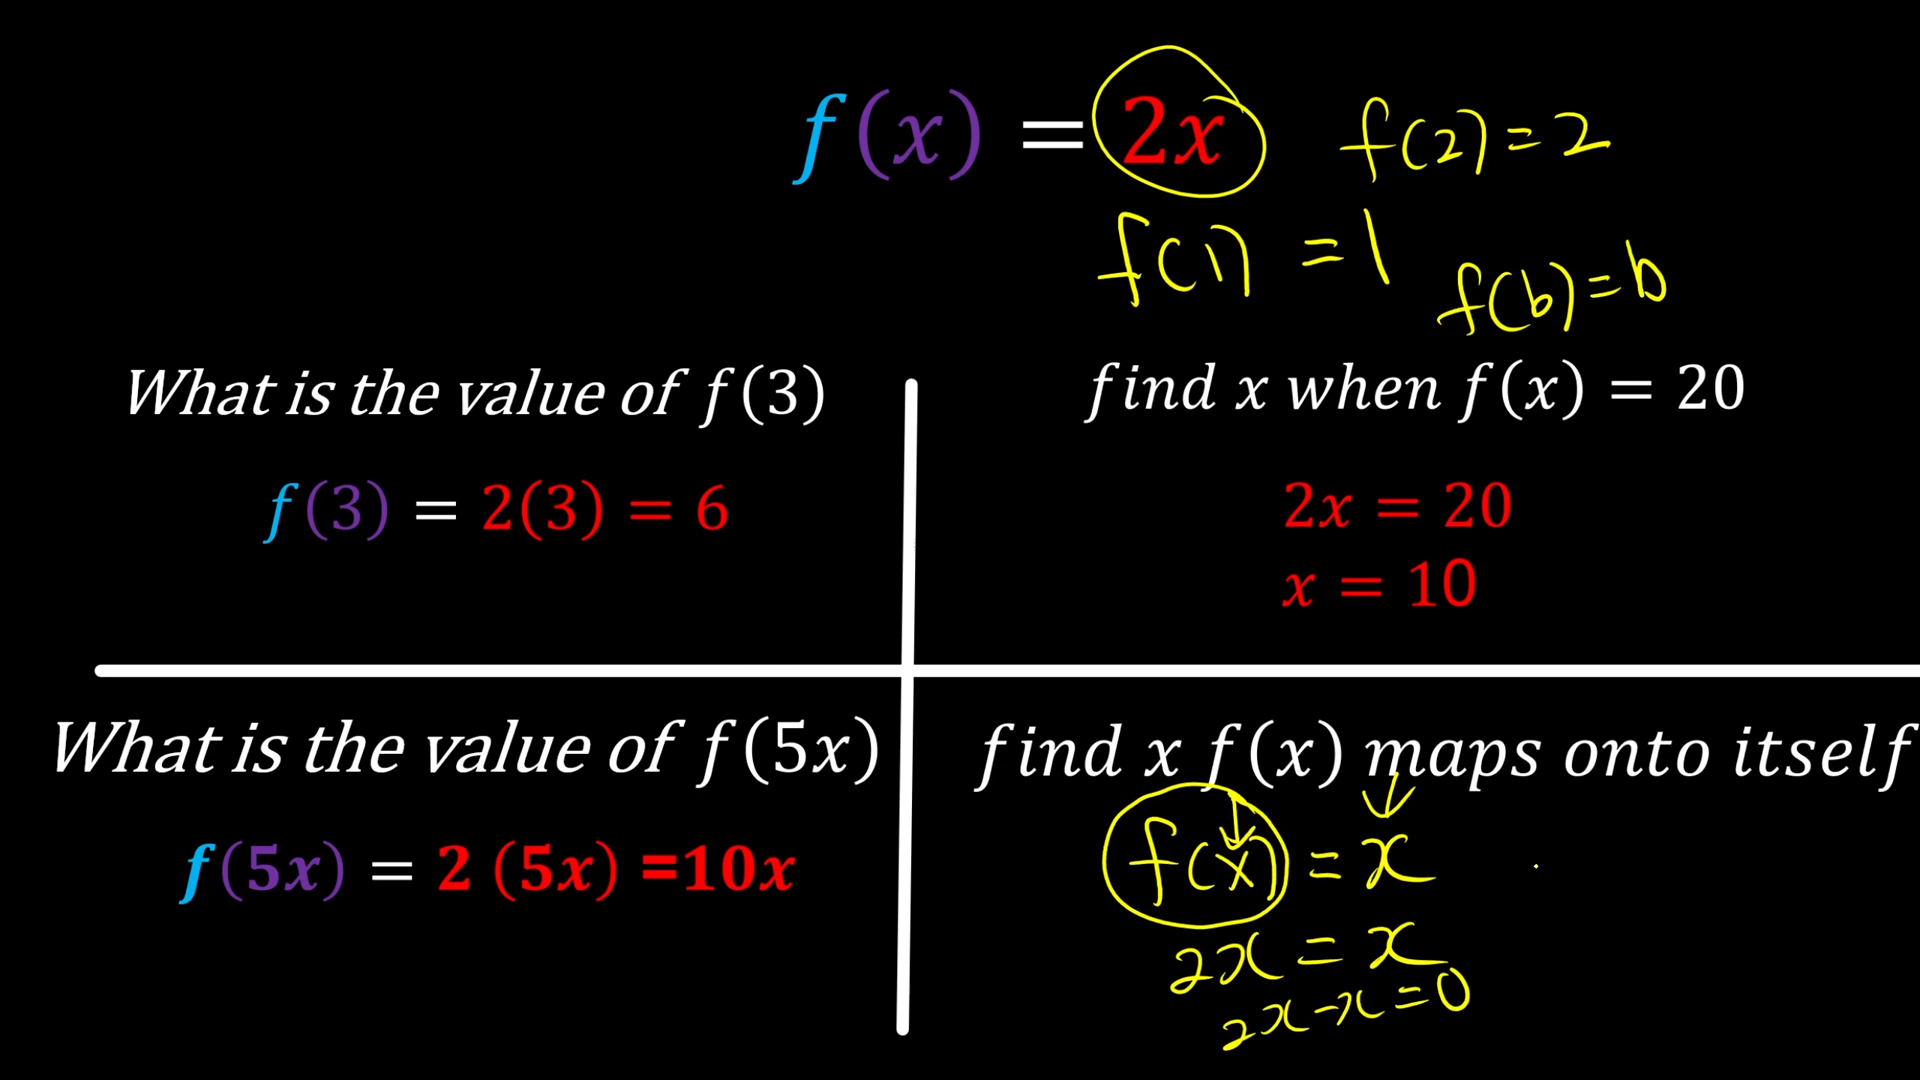 f(x) = 2x
f(2) = 2
f(1) = 1
f(b) = b
What is the value of f(3)
f(3) = 2(3) = 6
find x when f(x) = 20
2x = 20
x = 10
What is the value of f(5x)
f(5x) = 2 (5x) =10x
find x f(x) maps onto itself
f(x) = x
2x = x
2x-x = 0